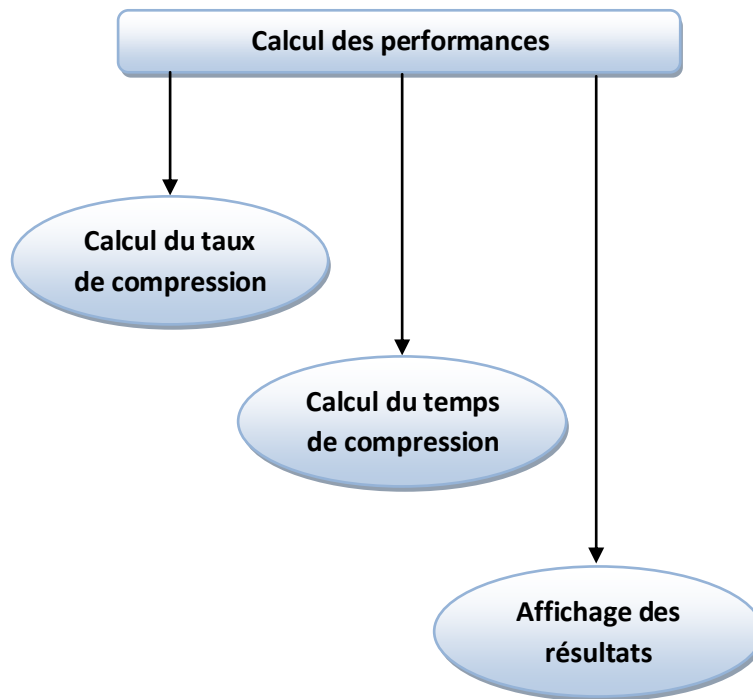 Calcul des performances
Calcul du taux
de compression
Calcul du temps
de compression
Affichage des
résultats